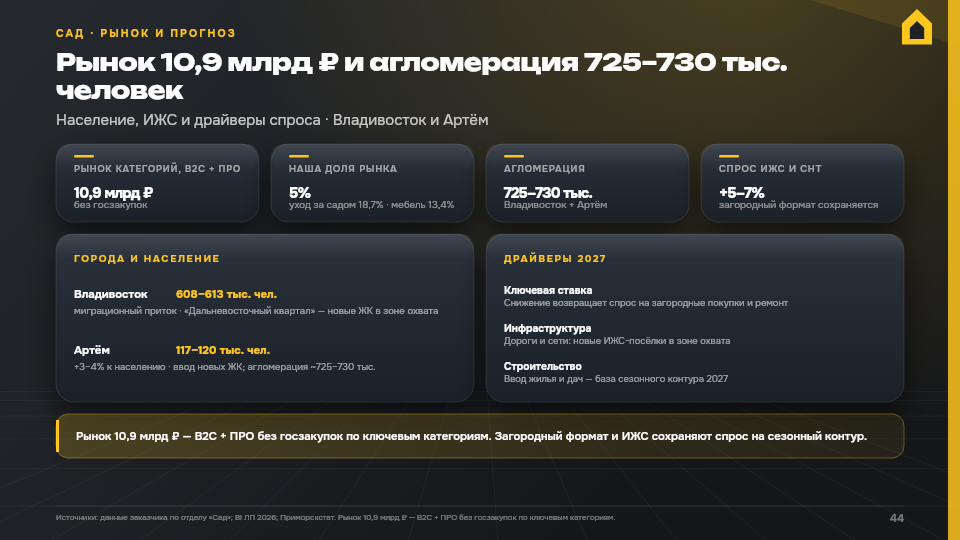 САД · РЫНОК И ПРОГНОЗ
Рынок 10,9 млрд ₽ и агломерация 725–730 тыс.
человек
Население, ИЖС и драйверы спроса · Владивосток и Артём
РЫНОК КАТЕГОРИЙ, B2C + ПРО
10,9 млрд ₽
без госзакупок
НАША ДОЛЯ РЫНКА
5%
уход за садом 18,7% · мебель 13,4%
АГЛОМЕРАЦИЯ
725–730 тыс.
Владивосток + Артём
СПРОС ИЖС И СНТ
+5–7%
загородный формат сохраняется
ГОРОДА И НАСЕЛЕНИЕ
Владивосток 608–613 тыс. чел.
миграционный приток · «Дальневосточный квартал» — новые ЖК в зоне охвата
Артём 117–120 тыс. чел.
+3–4% к населению · ввод новых ЖК; агломерация ~725–730 тыс.
ДРАЙВЕРЫ 2027
Ключевая ставка
Снижение возвращает спрос на загородные покупки и ремонт
Инфраструктура
Дороги и сети: новые ИЖС-посёлки в зоне охвата
Строительство
Ввод жилья и дач — база сезонного контура 2027
Рынок 10,9 млрд ₽ — B2C + ПРО без госзакупок по ключевым категориям. Загородный формат и ИЖС сохраняют спрос на сезонный контур.
Источники: данные заказчика по отделу «Сад»; BI ЛП 2026; Приморскстат. Рынок 10,9 млрд ₽ — B2C + ПРО без госзакупок по ключевым категориям.
44